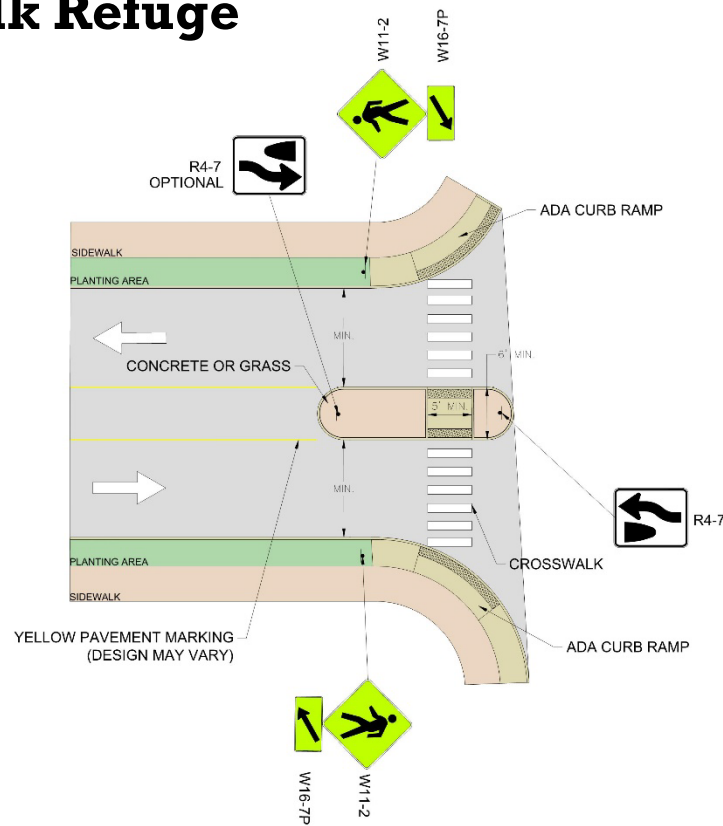 lk Refuge
W11-2
W16-7P
R4-7
OPTIONAL
ADA CURB RAMP
SIDEWALK
PLANTING AREA
MIN.
6' MIN.
CONCRETE OR GRASS
5' MIN.
MIN.
R4-7
CROSSWALK
PLANTING AREA
SIDEWALK
YELLOW PAVEMENT MARKING
(DESIGN MAY VARY)
ADA CURB RAMP
W16-7P
W11-2